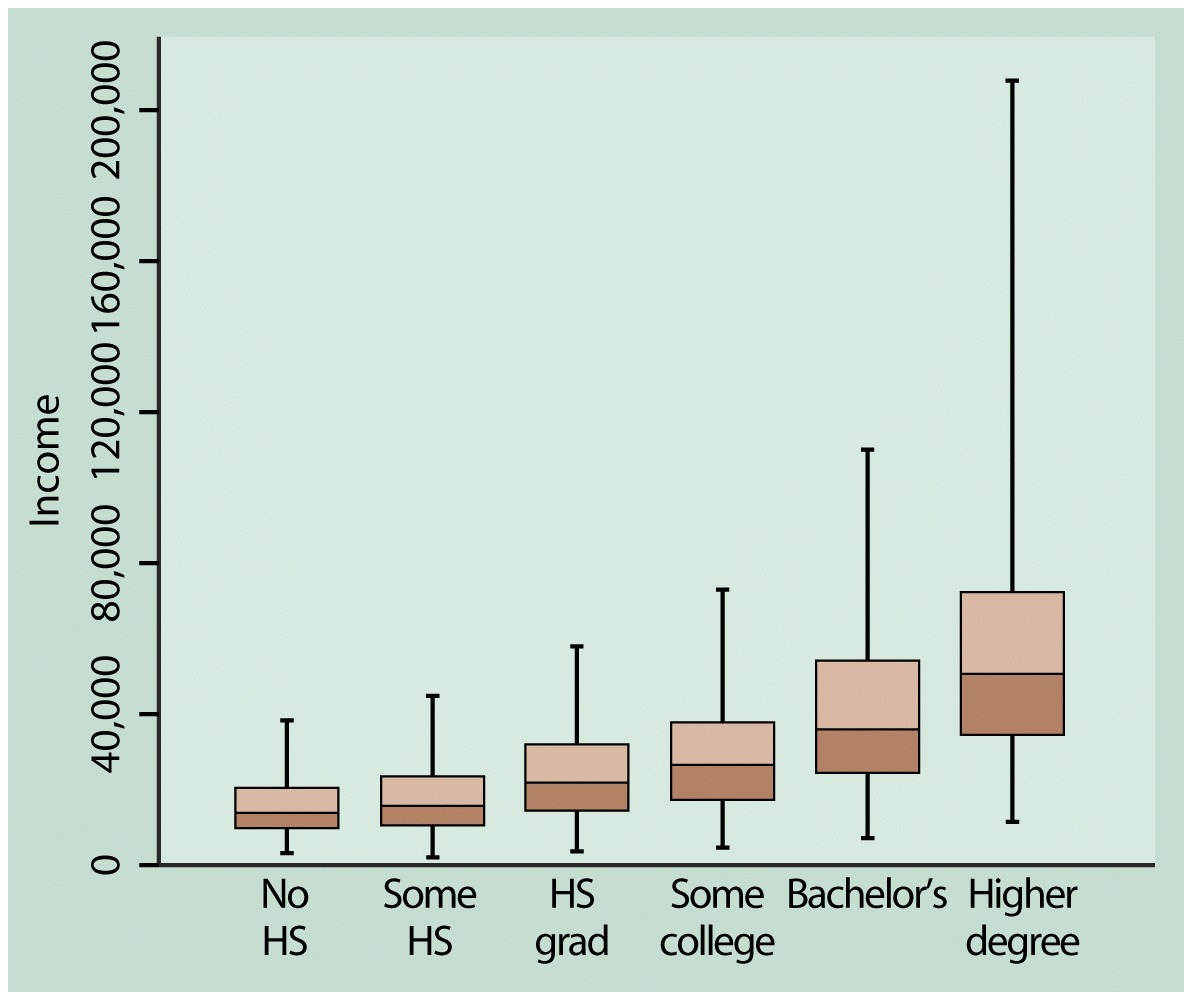 Income
200,000
160,000
120,000
80,000
40,000
0
No HS
Some HS
HS grad
Some college
Bachelor's
Higher degree